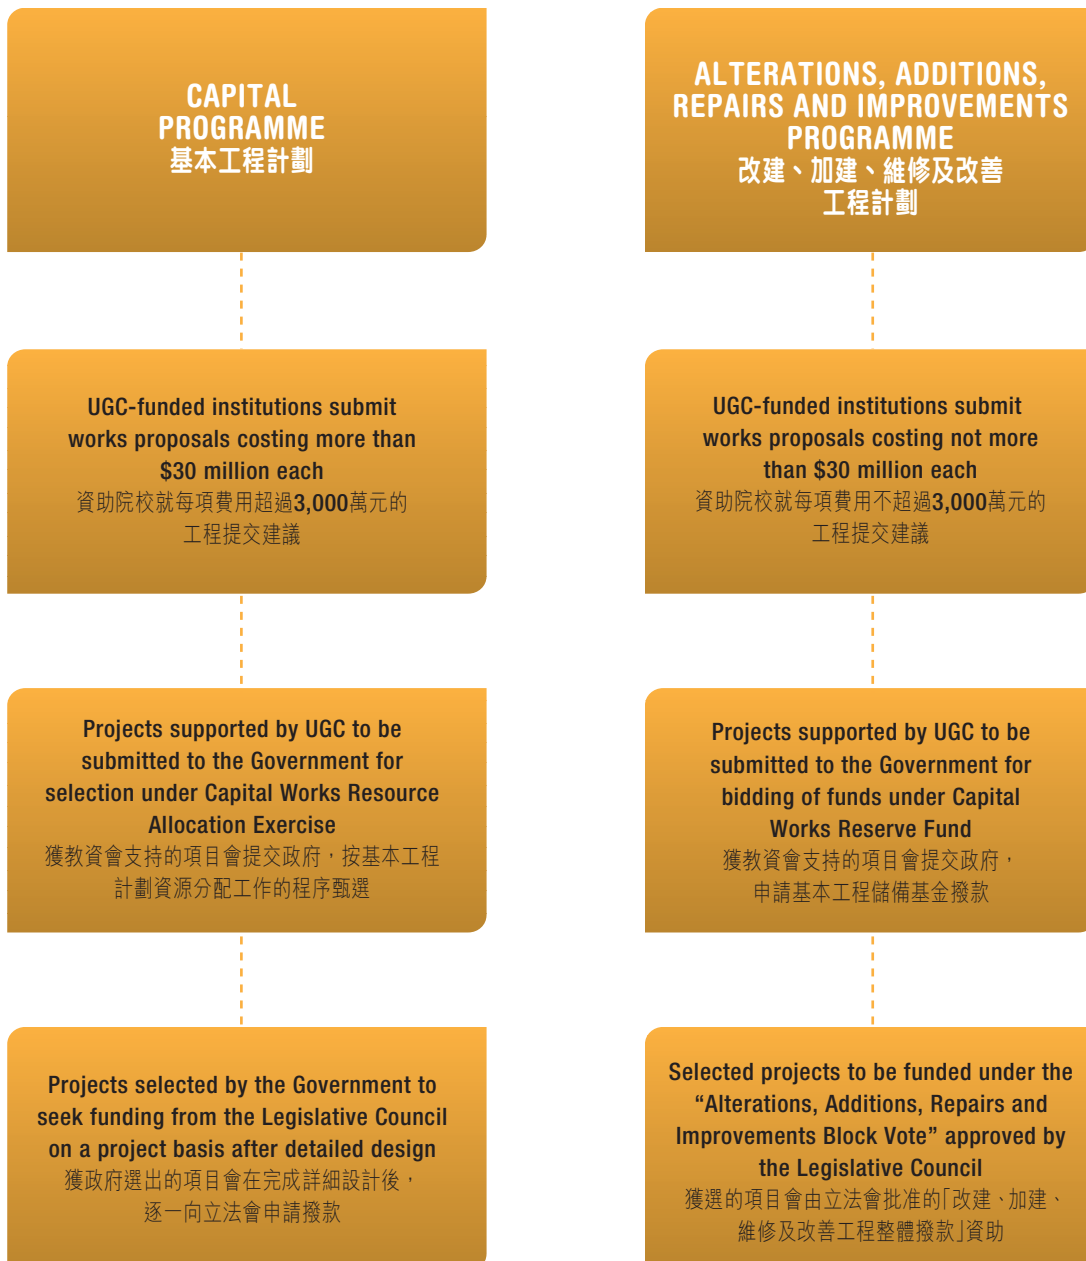 CAPITAL
PROGRAMME
基本工程計劃
UGC-funded institutions submit
works proposals costing more than
$30 million each
資助院校就每項費用超過3,000萬元的
工程提交建議
Projects supported by UGC to be
submitted to the Government for
selection under Capital Works Resource
Allocation Exercise
獲教資會支持的項目會提交政府，按基本工程
計劃資源分配工作的程序甄選
Projects selected by the Government to
seek funding from the Legislative Council
on a project basis after detailed design
獲政府選出的項目會在完成詳細設計後，
逐一向立法會申請撥款
ALTERATIONS, ADDITIONS,
REPAIRS AND IMPROVEMENTS
PROGRAMME
改建、加建、維修及改善
工程計劃
UGC-funded institutions submit
works proposals costing not more
than $30 million each
資助院校就每項費用不超過3,000萬元的
工程提交建議
Projects supported by UGC to be
submitted to the Government for
bidding of funds under Capital
Works Reserve Fund
獲教資會支持的項目會提交政府，
申請基本工程儲備基金撥款
Selected projects to be funded under the
“Alterations, Additions, Repairs and
Improvements Block Vote” approved by
the Legislative Council
獲選的項目會由立法會批准的「改建、加建、
維修及改善工程整體撥款」資助